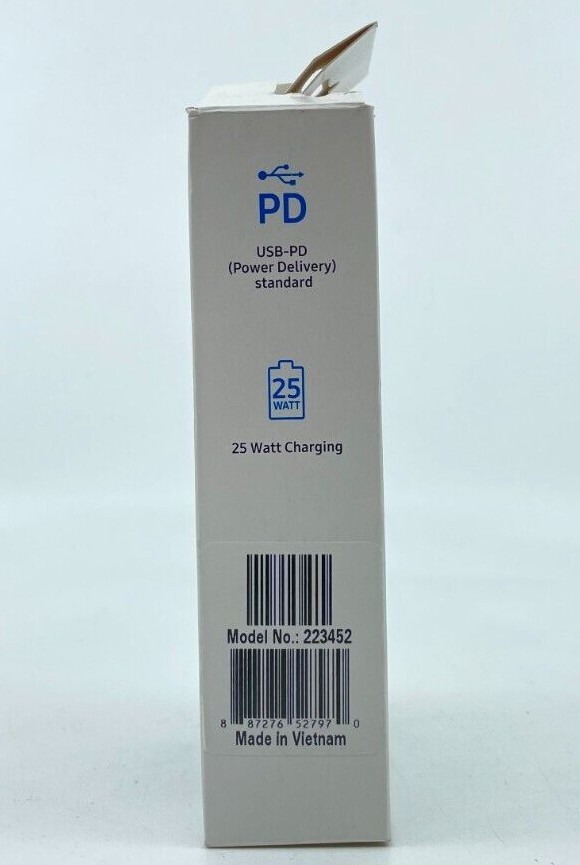 PD
USB-PD
(Power Delivery)
standard
25
WATT
25 Watt Charging
Model No.: 223452
8 87276 52797 0
Made in Vietnam